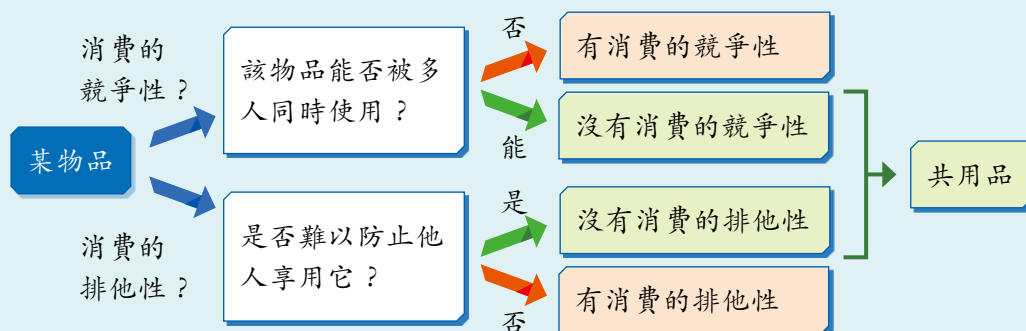 某物品
消費的
競爭性？
該物品能否被多
人同時使用？
否
有消費的競爭性
能
沒有消費的競爭性
消費的
排他性？
是否難以防止他
人享用它？
是
沒有消費的排他性
否
有消費的排他性
共用品